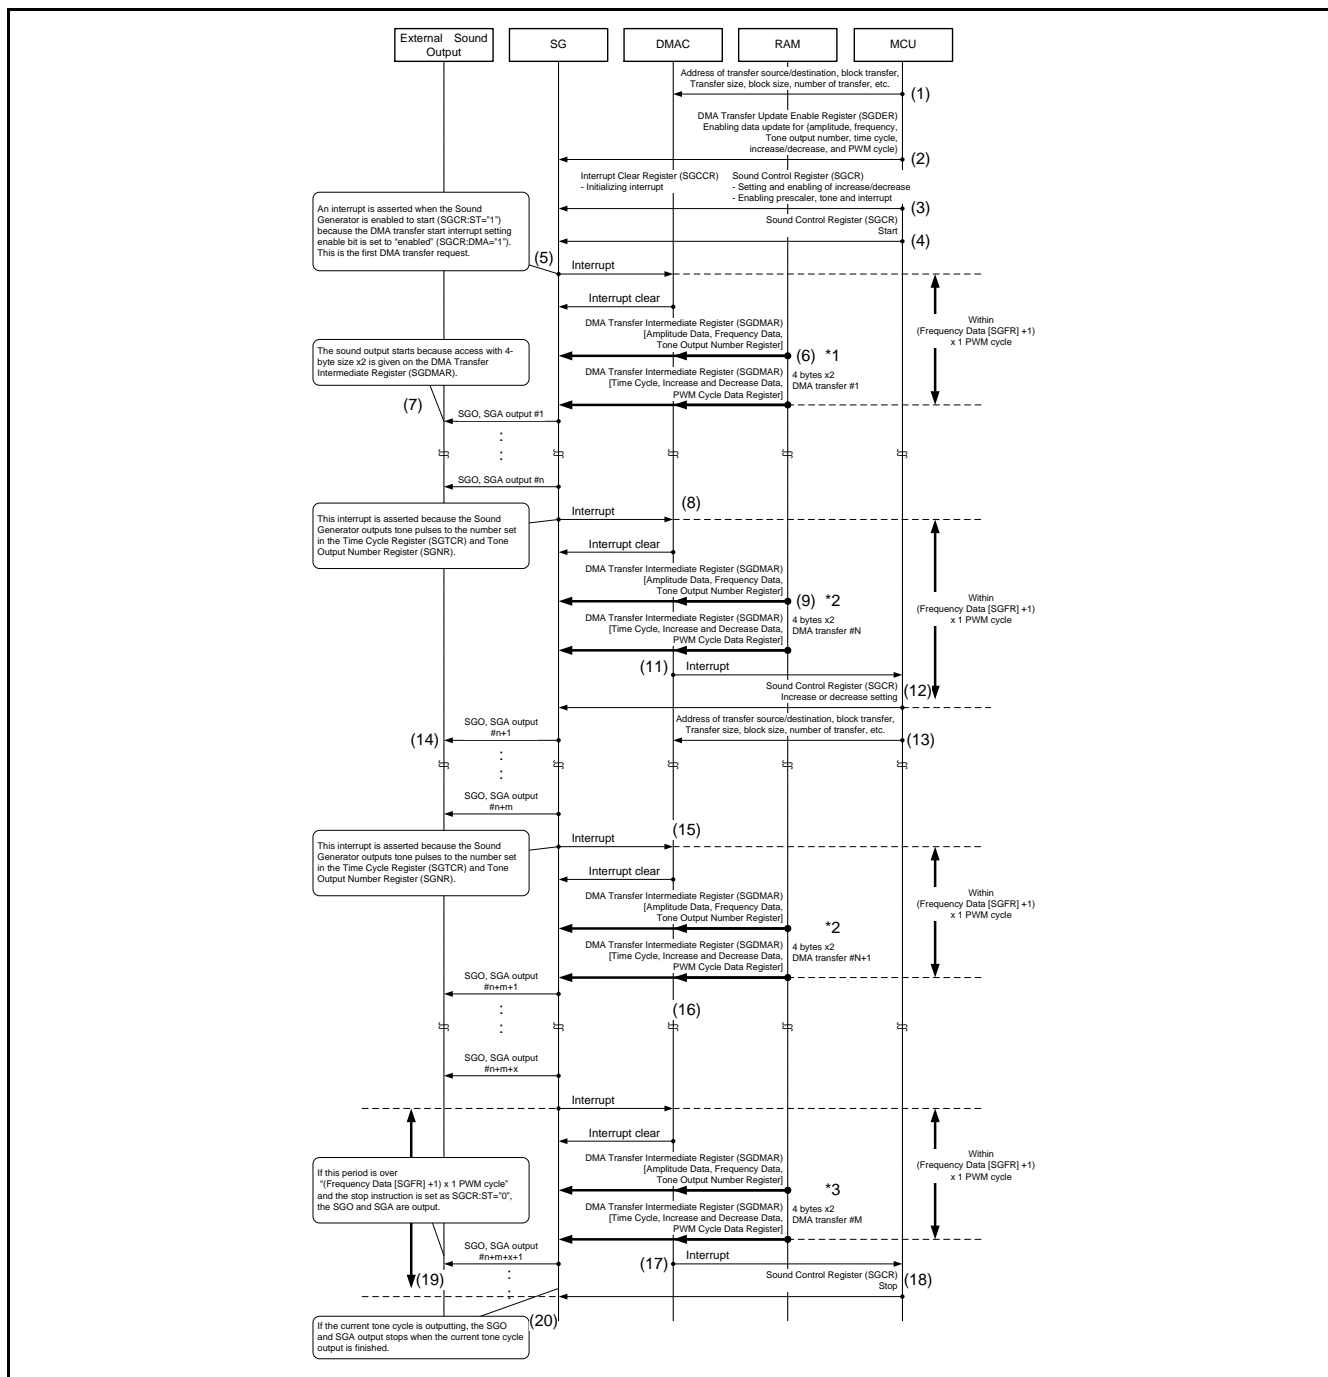 External Sound
Output
SG
DMAC
RAM
MCU
Address of transfer source/destination, block transfer,
Transfer size, block size, number of transfer, etc.
(1)
DMA Transfer Update Enable Register (SGDER)
Enabling data update for {amplitude, frequency,
Tone output number, time cycle,
increase/decrease, and PWM cycle}
(2)
Interrupt Clear Register (SGCCR)
- Initializing interrupt
Sound Control Register (SGCR)
- Setting and enabling of increase/decrease
- Enabling prescaler, tone and interrupt
(3)
Sound Control Register (SGCR)
Start
(4)
An interrupt is asserted when the Sound
Generator is enabled to start (SGCR:ST="1")
because the DMA transfer start interrupt setting
enable bit is set to "enabled" (SGCR:DMA="1").
This is the first DMA transfer request.
(5)
Interrupt
Interrupt clear
Within
(Frequency Data [SGFR] +1)
x 1 PWM cycle
DMA Transfer Intermediate Register (SGDMAR)
[Amplitude Data, Frequency Data,
Tone Output Number Register]
(6) *1
The sound output starts because access with 4-
byte size x2 is given on the DMA Transfer
Intermediate Register (SGDMAR).
DMA Transfer Intermediate Register (SGDMAR)
[Time Cycle, Increase and Decrease Data,
PWM Cycle Data Register]
4 bytes x2
DMA transfer #1
(7)
SGO, SGA output #1
SGO, SGA output #n
(8)
This interrupt is asserted because the Sound
Generator outputs tone pulses to the number set
in the Time Cycle Register (SGTCR) and Tone
Output Number Register (SGNR).
Interrupt
Interrupt clear
DMA Transfer Intermediate Register (SGDMAR)
[Amplitude Data, Frequency Data,
Tone Output Number Register]
(9) *2
Within
(Frequency Data [SGFR] +1)
x 1 PWM cycle
DMA Transfer Intermediate Register (SGDMAR)
[Time Cycle, Increase and Decrease Data,
PWM Cycle Data Register]
4 bytes x2
DMA transfer #N
(11)
Interrupt
Sound Control Register (SGCR)
Increase or decrease setting
(12)
Address of transfer source/destination, block transfer,
Transfer size, block size, number of transfer, etc.
(13)
(14)
SGO, SGA output
#n+1
SGO, SGA output
#n+m
(15)
This interrupt is asserted because the Sound
Generator outputs tone pulses to the number set
in the Time Cycle Register (SGTCR) and Tone
Output Number Register (SGNR).
Interrupt
Interrupt clear
DMA Transfer Intermediate Register (SGDMAR)
[Amplitude Data, Frequency Data,
Tone Output Number Register]
*2
Within
(Frequency Data [SGFR] +1)
x 1 PWM cycle
DMA Transfer Intermediate Register (SGDMAR)
[Time Cycle, Increase and Decrease Data,
PWM Cycle Data Register]
4 bytes x2
DMA transfer #N+1
SGO, SGA output
#n+m+1
(16)
SGO, SGA output
#n+m+x
Interrupt
Interrupt clear
DMA Transfer Intermediate Register (SGDMAR)
[Amplitude Data, Frequency Data,
Tone Output Number Register]
*3
Within
(Frequency Data [SGFR] +1)
x 1 PWM cycle
If this period is over
"(Frequency Data [SGFR] +1) x 1 PWM cycle"
and the stop instruction is set as SGCR:ST="0",
the SGO and SGA are output.
DMA Transfer Intermediate Register (SGDMAR)
[Time Cycle, Increase and Decrease Data,
PWM Cycle Data Register]
4 bytes x2
DMA transfer #M
SGO, SGA output
#n+m+x+1
(17)
Interrupt
Sound Control Register (SGCR)
Stop
(18)
(19)
(20)
If the current tone cycle is outputting, the SGO
and SGA output stops when the current tone cycle
output is finished.